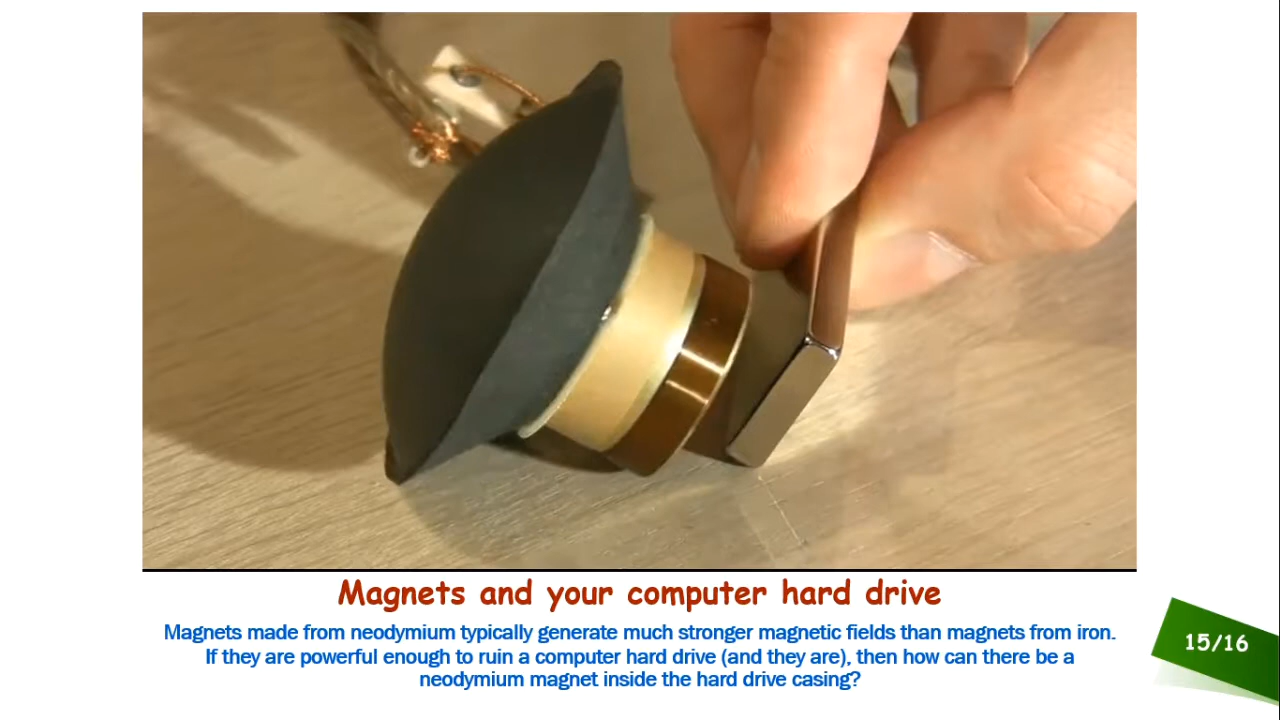 Magnets and your computer hard drive
Magnets made from neodymium typically generate much stronger magnetic fields than magnets from iron.
If they are powerful enough to ruin a computer hard drive (and they are), then how can there be a
neodymium magnet inside the hard drive casing?
15/16